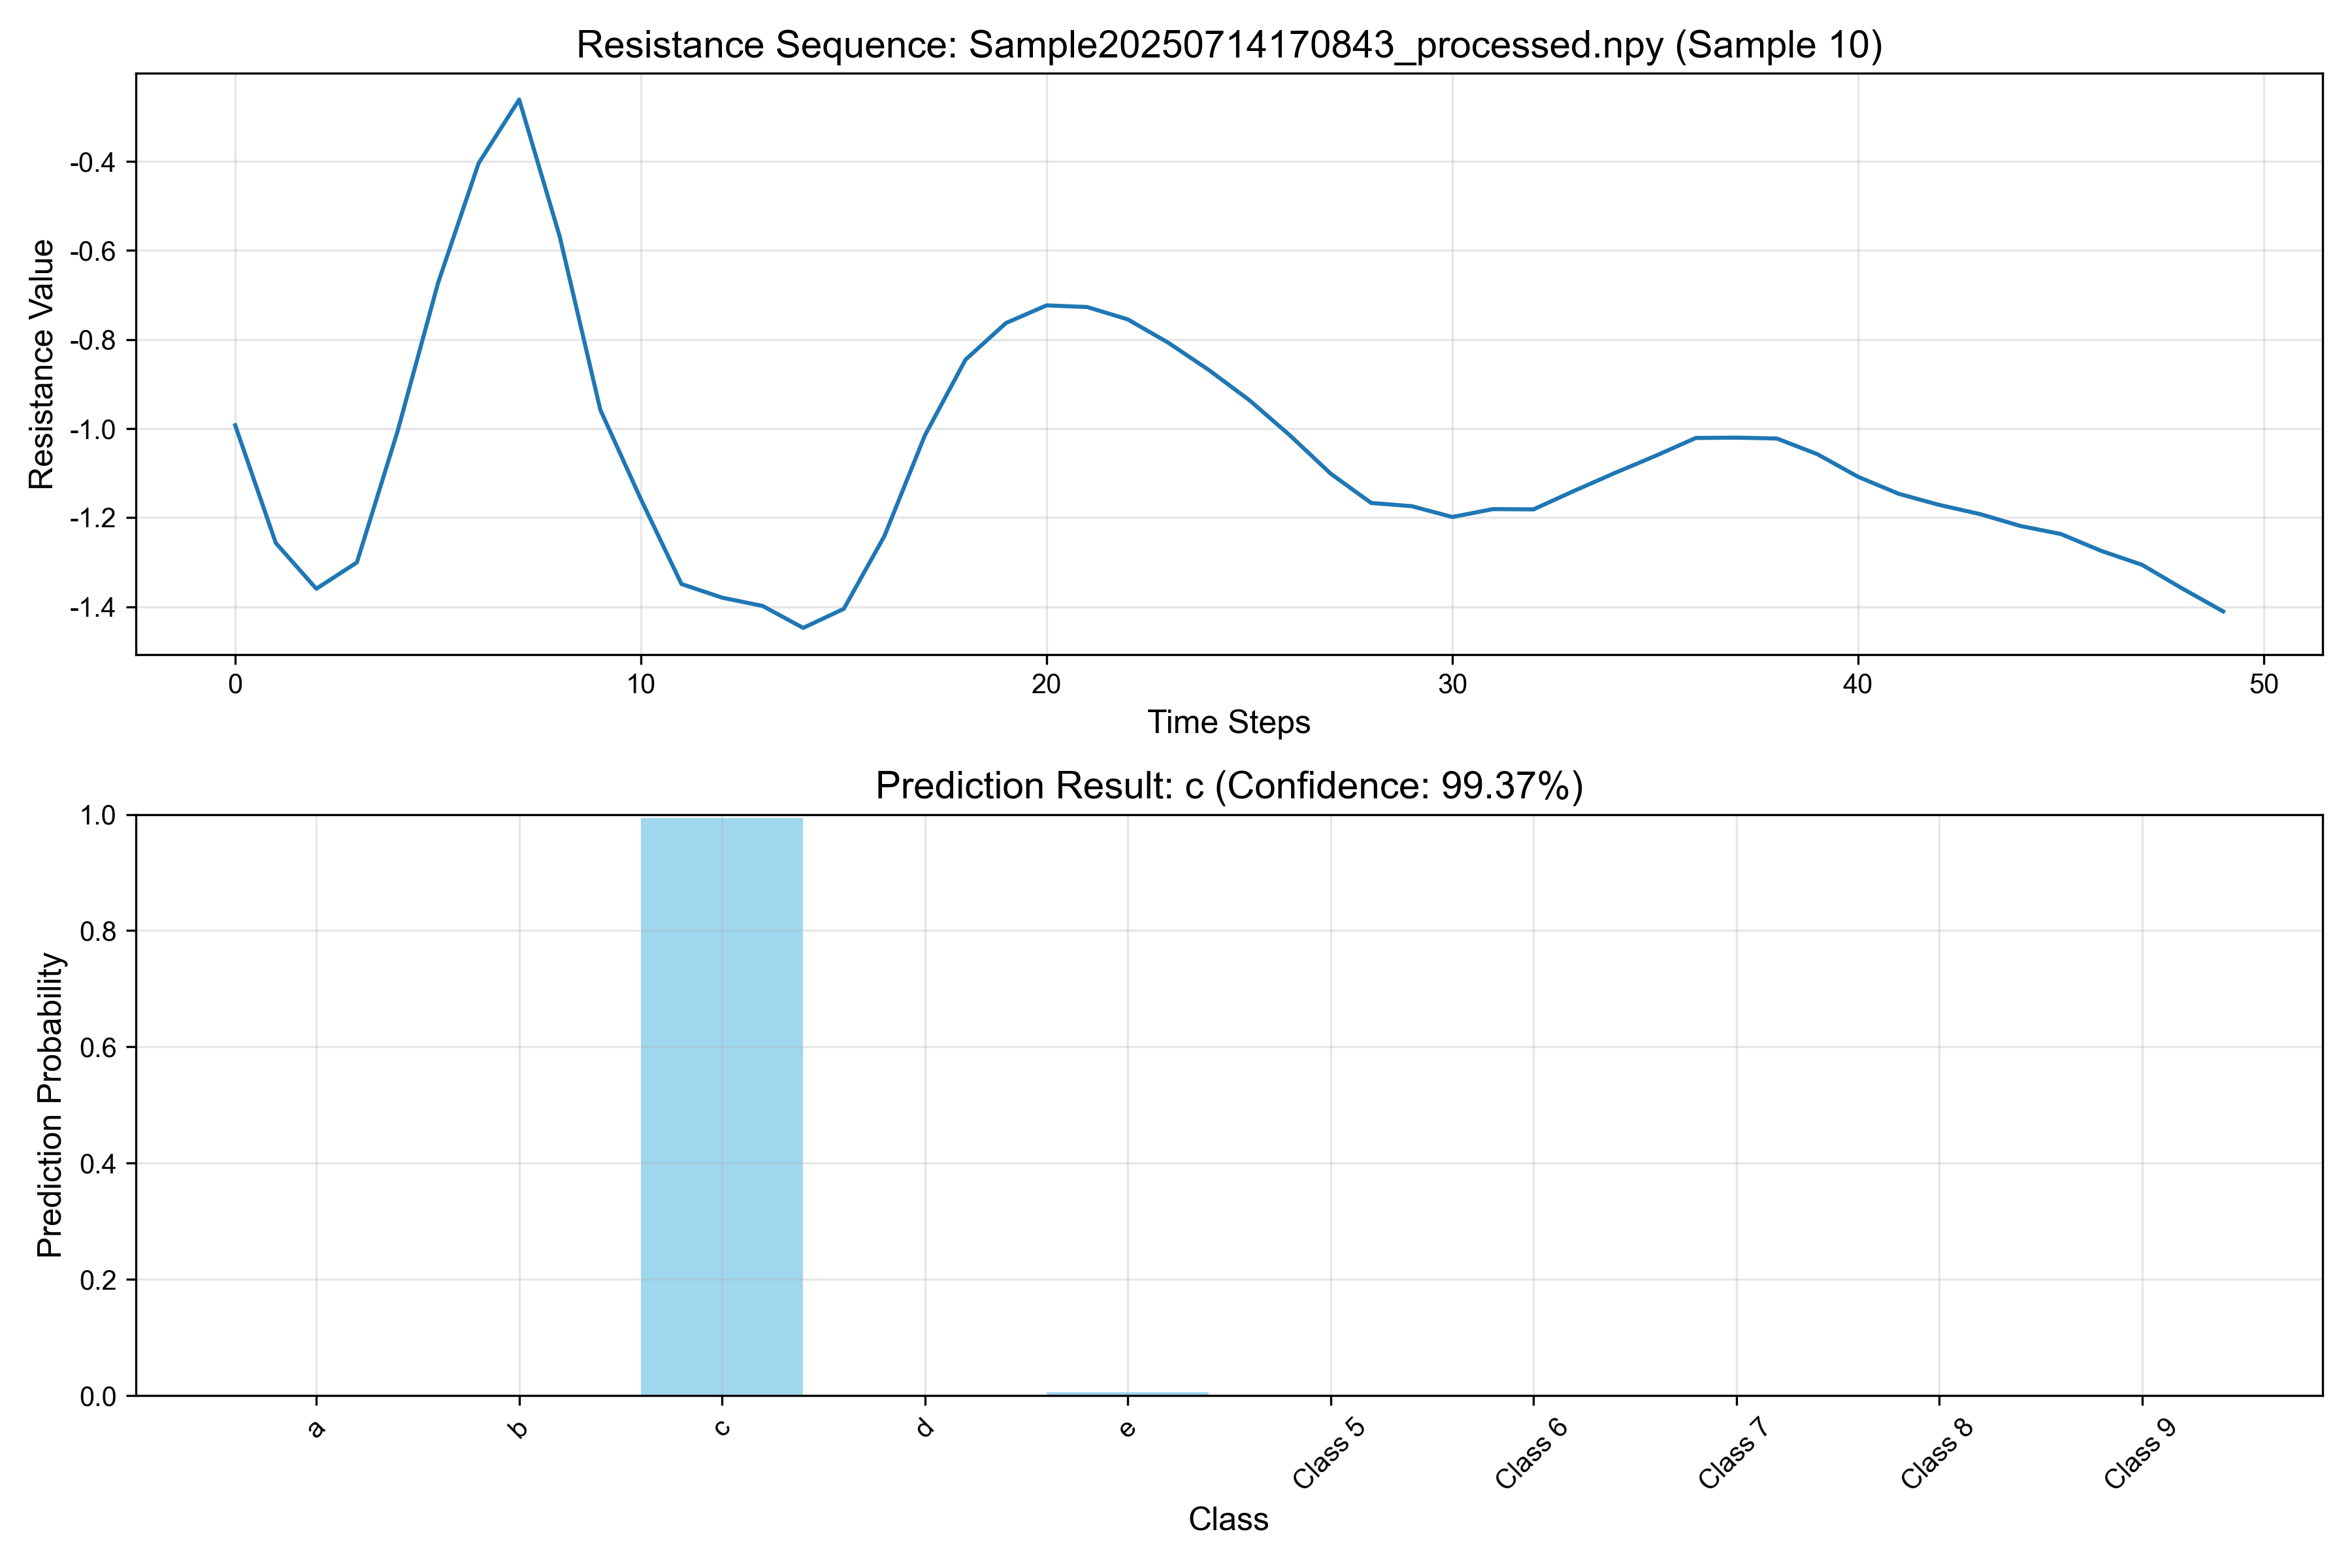 Resistance Sequence: Sample20250714170843_processed.npy (Sample 10)
Resistance Value
-0.4
-0.6
-0.8
-1.0
-1.2
-1.4
0 10 20 30 40 50
Time Steps
Prediction Result: c (Confidence: 99.37%)
Prediction Probability
1.0
0.8
0.6
0.4
0.2
0.0
a b c d e Class 5 Class 6 Class 7 Class 8 Class 9
Class